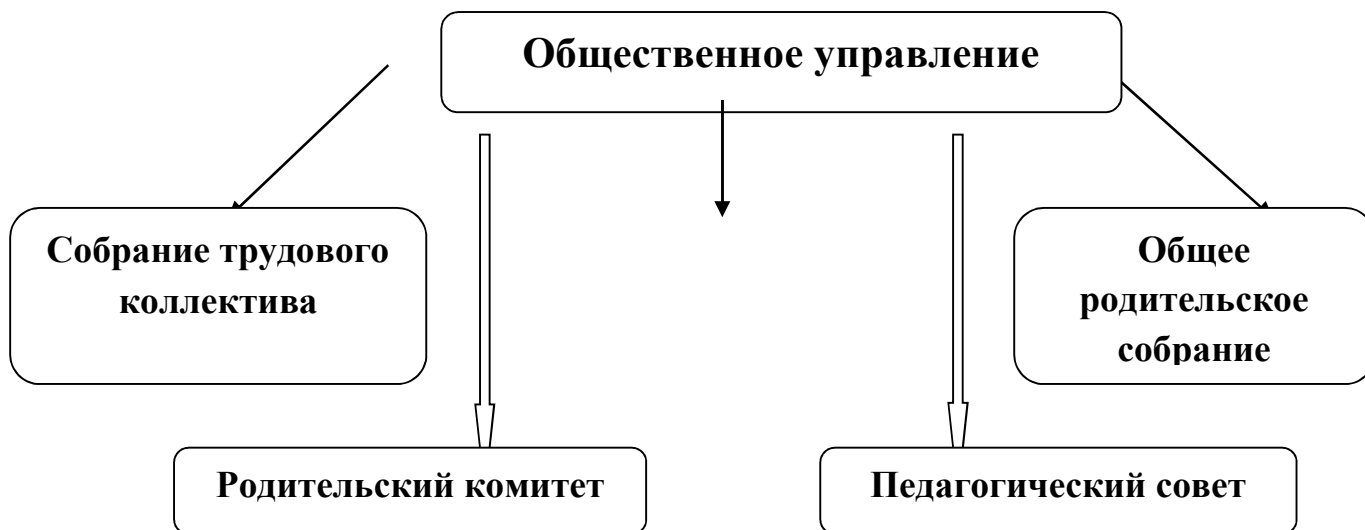 Общественное управление
Собрание трудового
коллектива
Общее
родительское
собрание
Родительский комитет
Педагогический совет